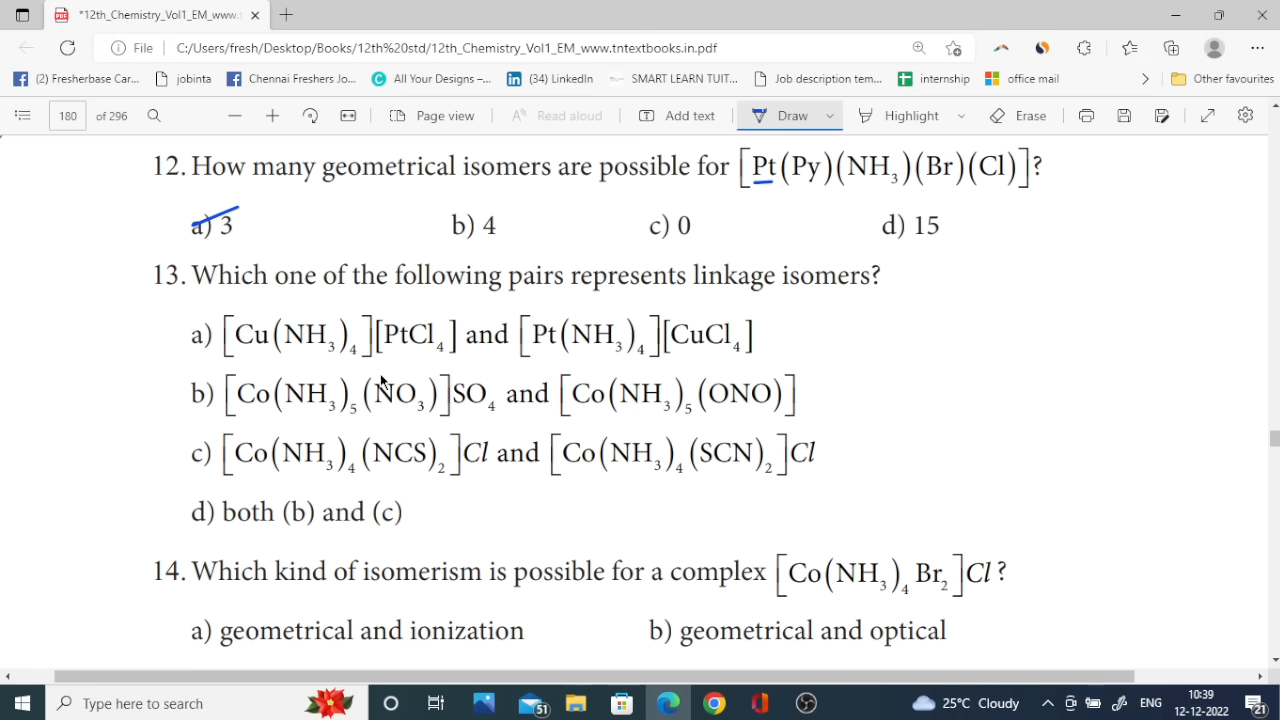 *12th_Chemistry_Vol1_EM_www.t
File
C:/Users/fresh/Desktop/Books/12th%20std/12th_Chemistry_Vol1_EM_www.tntextbooks.in.pdf
(2) Fresherbase Car...
jobinta
Chennai Freshers Jo...
All Your Designs –...
(34) LinkedIn
SMART LEARN TUIT...
Job description tem...
internship
office mail
Other favourites
180 of 296
Page view
Read aloud
Add text
Draw
Highlight
Erase
12. How many geometrical isomers are possible for [Pt(Py)(NH₃)(Br)(Cl)]?
a) 3 b) 4 c) 0 d) 15
13. Which one of the following pairs represents linkage isomers?
a) [Cu(NH₃)₄][PtCl₄] and [Pt(NH₃)₄][CuCl₄]
b) [Co(NH₃)₅(NO₃)]SO₄ and [Co(NH₃)₅(ONO)]
c) [Co(NH₃)₄(NCS)₂]Cl and [Co(NH₃)₄(SCN)₂]Cl
d) both (b) and (c)
14. Which kind of isomerism is possible for a complex [Co(NH₃)₄Br₂]Cl?
a) geometrical and ionization b) geometrical and optical
Type here to search
51
25°C Cloudy
ENG
10:39
12-12-2022
21